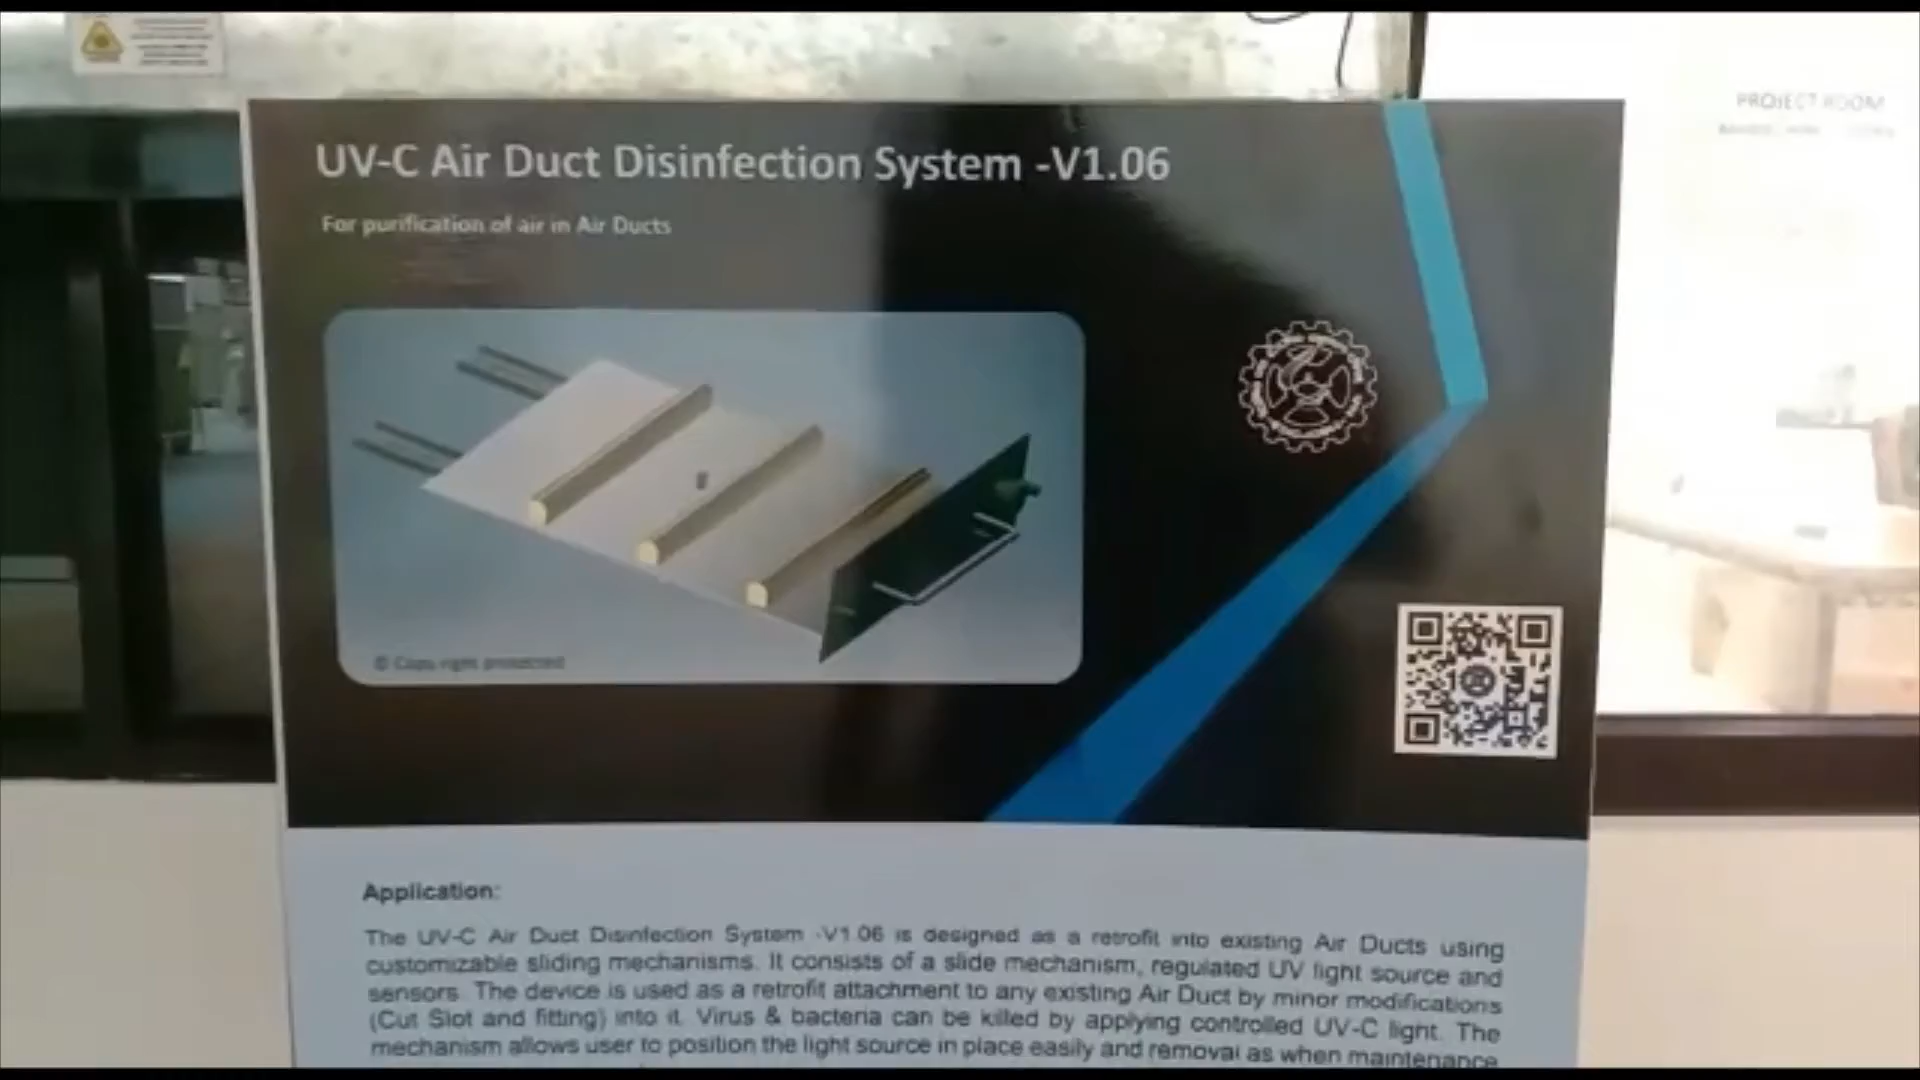 PROJECT ROOM
UV-C Air Duct Disinfection System -V1.06
For purification of air in Air Ducts
© Copy right protected
Application:
The UV-C Air Duct Disinfection System -V1.06 is designed as a retrofit into existing Air Ducts using
customizable sliding mechanisms. It consists of a slide mechanism, regulated UV light source and
sensors. The device is used as a retrofit attachment to any existing Air Duct by minor modifications
(Cut Slot and fitting) into it. Virus & bacteria can be killed by applying controlled UV-C light. The
mechanism allows user to position the light source in place easily and removal as when maintenance